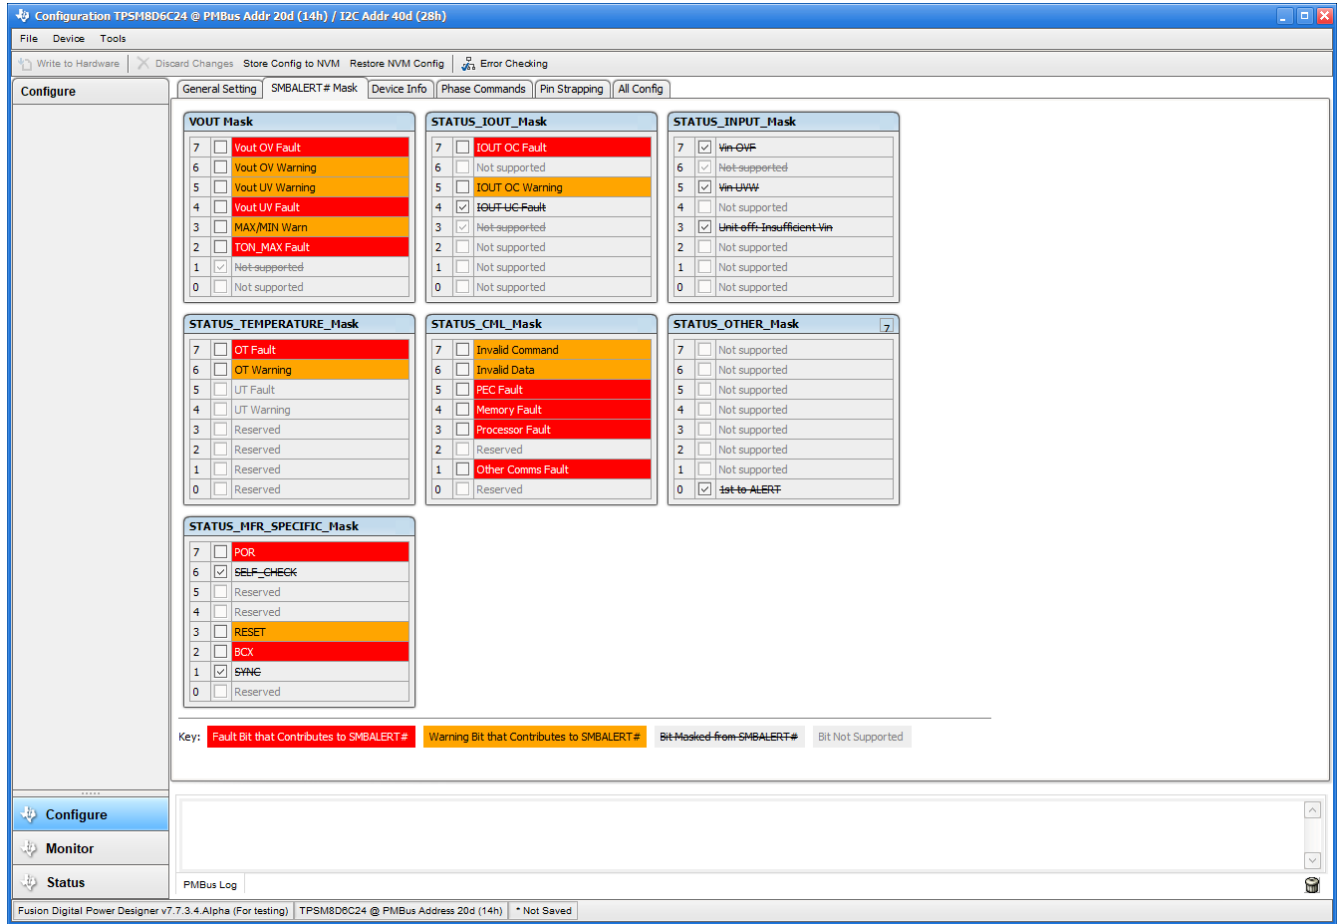 Configuration TPSM8D6C24 @ PMBus Addr 20d (14h) / I2C Addr 40d (28h)
File Device Tools
Write to Hardware Discard Changes Store Config to NVM Restore NVM Config Error Checking
Configure
General Setting SMBALERT# Mask Device Info Phase Commands Pin Strapping All Config
VOUT Mask
7 Vout OV Fault
6 Vout OV Warning
5 Vout UV Warning
4 Vout UV Fault
3 MAX/MIN Warn
2 TON_MAX Fault
1 Not supported
0 Not supported
STATUS_IOUT_Mask
7 IOUT OC Fault
6 Not supported
5 IOUT OC Warning
4 IOUT UC Fault
3 Not supported
2 Not supported
1 Not supported
0 Not supported
STATUS_INPUT_Mask
7 Vin OVF
6 Not supported
5 Vin UVW
4 Not supported
3 Unit off: Insufficient Vin
2 Not supported
1 Not supported
0 Not supported
STATUS_TEMPERATURE_Mask
7 OT Fault
6 OT Warning
5 UT Fault
4 UT Warning
3 Reserved
2 Reserved
1 Reserved
0 Reserved
STATUS_CML_Mask
7 Invalid Command
6 Invalid Data
5 PEC Fault
4 Memory Fault
3 Processor Fault
2 Reserved
1 Other Comms Fault
0 Reserved
STATUS_OTHER_Mask 7
7 Not supported
6 Not supported
5 Not supported
4 Not supported
3 Not supported
2 Not supported
1 Not supported
0 1st to ALERT
STATUS_MFR_SPECIFIC_Mask
7 POR
6 SELF_CHECK
5 Reserved
4 Reserved
3 RESET
2 BCX
1 SYNC
0 Reserved
Key: Fault Bit that Contributes to SMBALERT# Warning Bit that Contributes to SMBALERT# Bit Masked from SMBALERT# Bit Not Supported
Configure
Monitor
Status
PMBus Log
Fusion Digital Power Designer v7.7.3.4.Alpha (For testing) TPSM8D6C24 @ PMBus Address 20d (14h) * Not Saved